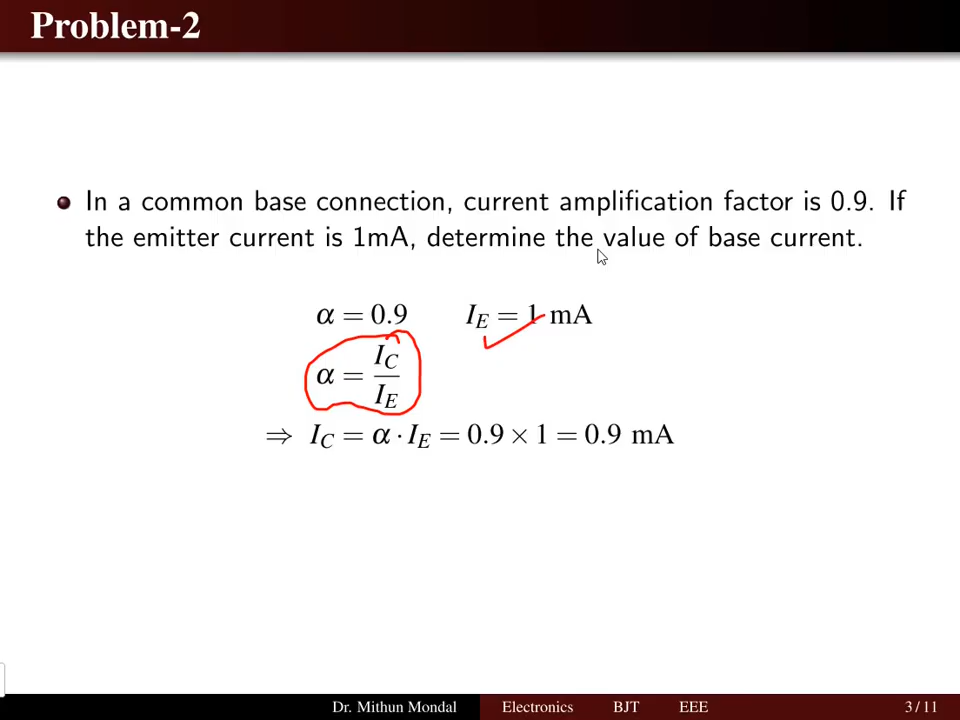 Problem-2
In a common base connection, current amplification factor is 0.9. If
the emitter current is 1mA, determine the value of base current.
α = 0.9 I_E = 1 mA
α = I_C / I_E
⇒ I_C = α · I_E = 0.9 × 1 = 0.9 mA
Dr. Mithun Mondal Electronics BJT EEE 3 / 11